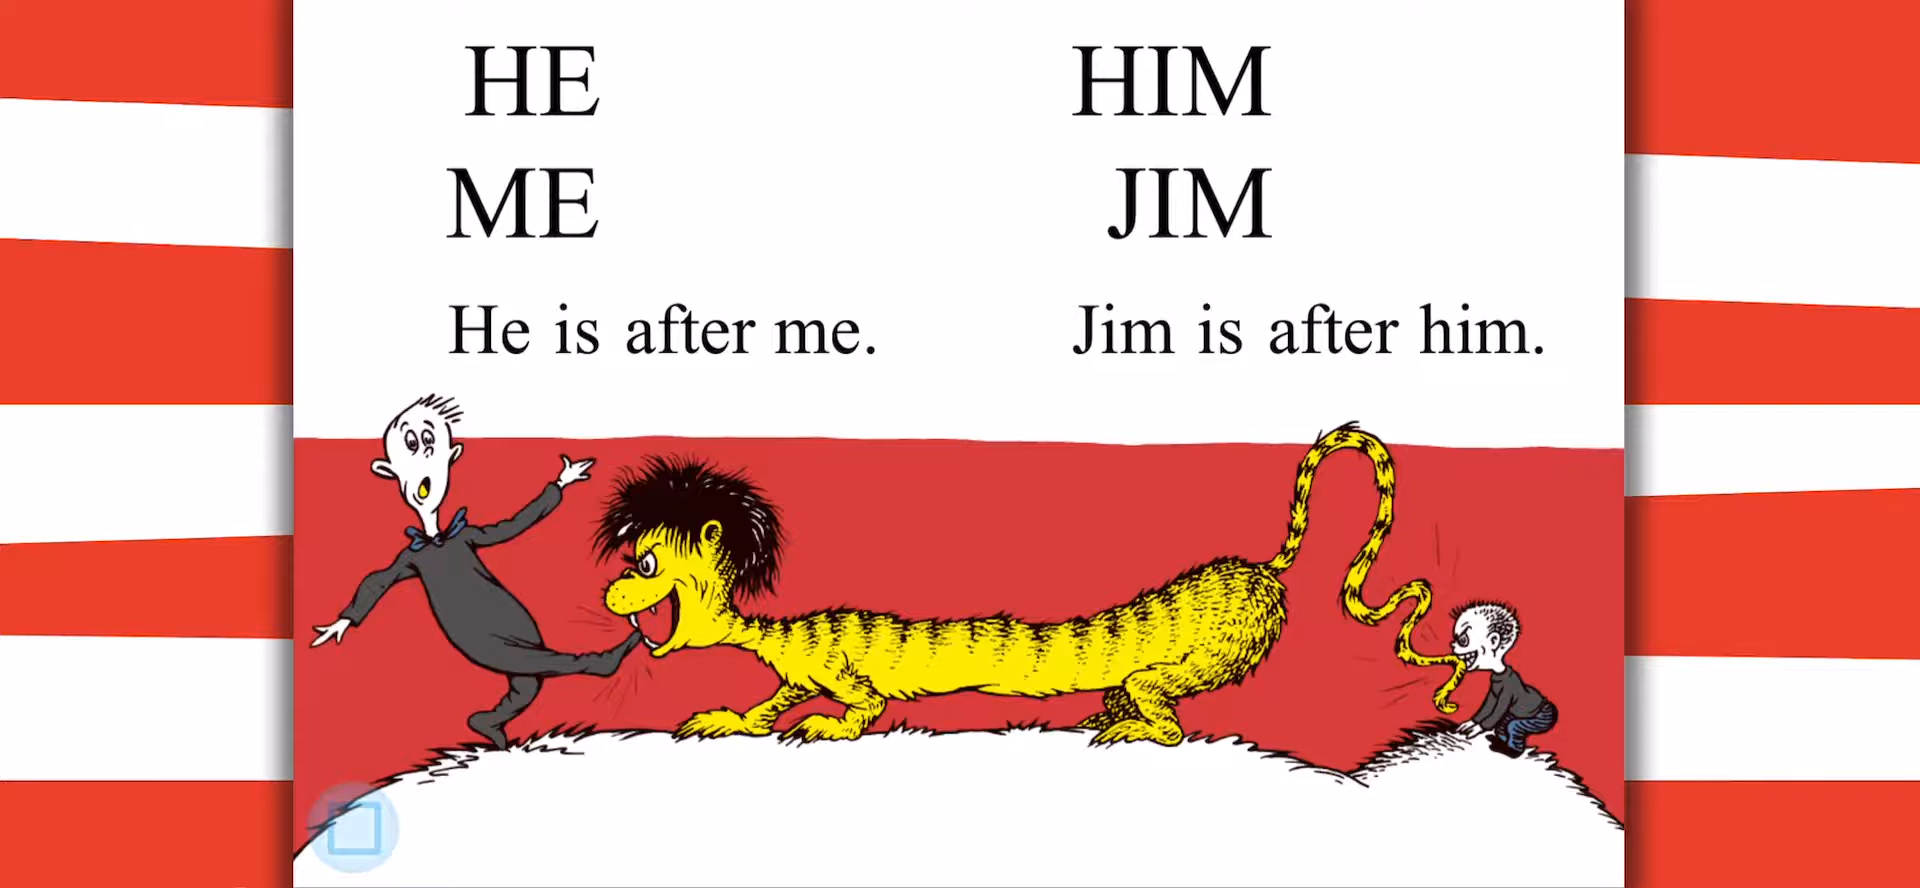 HE
ME
He is after me.
HIM
JIM
Jim is after him.